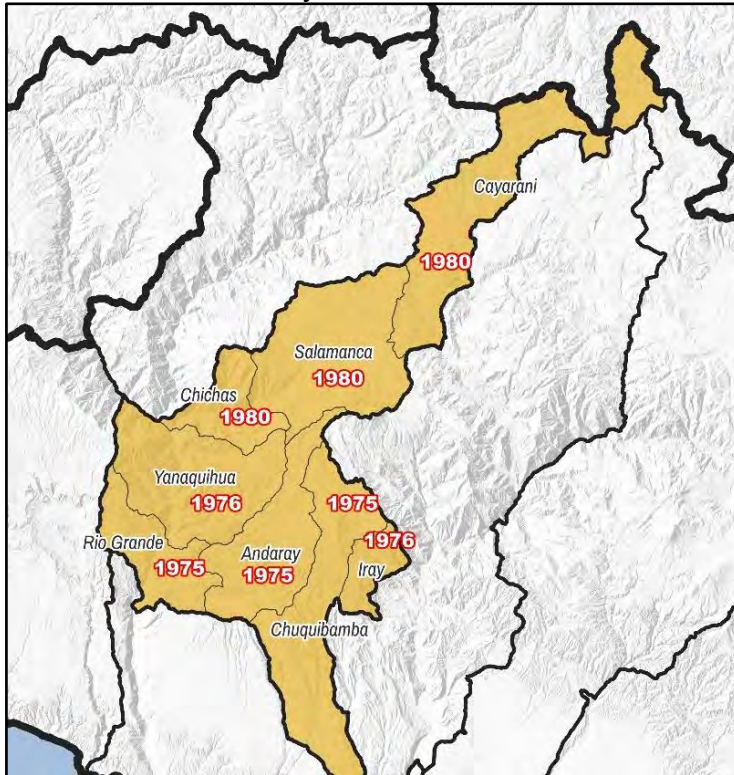 Cayarani
1980
Salamanca
1980
Chichas
1980
Yanaquihua
1976
1975
1976
Rio Grande
1975
Andaray
1975
Iray
Chuquibamba